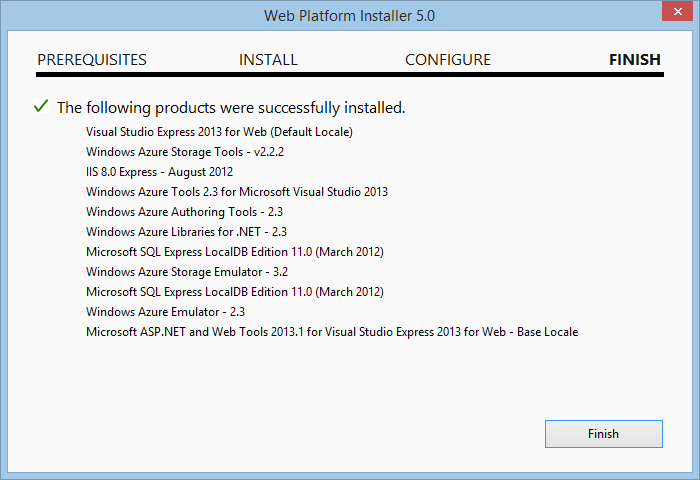 Web Platform Installer 5.0
PREREQUISITES INSTALL CONFIGURE FINISH
The following products were successfully installed.
Visual Studio Express 2013 for Web (Default Locale)
Windows Azure Storage Tools - v2.2.2
IIS 8.0 Express - August 2012
Windows Azure Tools 2.3 for Microsoft Visual Studio 2013
Windows Azure Authoring Tools - 2.3
Windows Azure Libraries for .NET - 2.3
Microsoft SQL Express LocalDB Edition 11.0 (March 2012)
Windows Azure Storage Emulator - 3.2
Microsoft SQL Express LocalDB Edition 11.0 (March 2012)
Windows Azure Emulator - 2.3
Microsoft ASP.NET and Web Tools 2013.1 for Visual Studio Express 2013 for Web - Base Locale
Finish